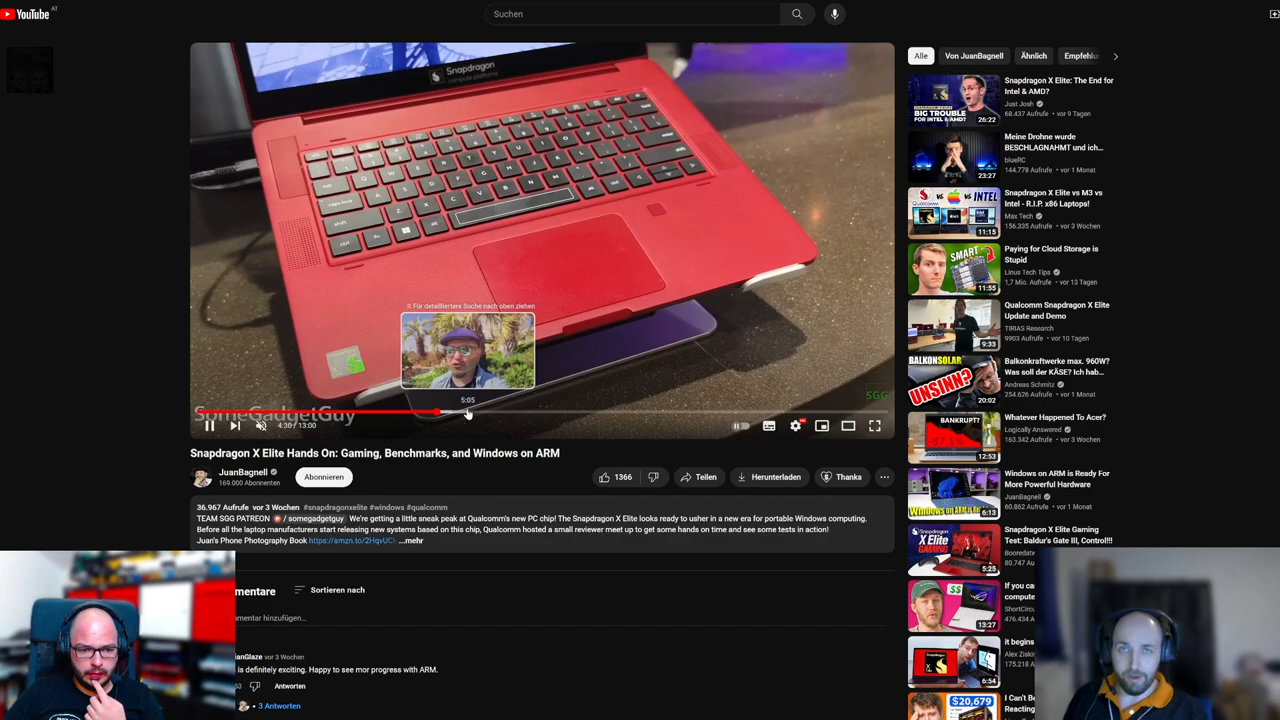 YouTube AT
Suchen
Snapdragon
compute platforms
Für detailliertere Suche nach oben ziehen
5:05
SomeGadgetGuy
SGG
4:30 / 13:00
Snapdragon X Elite Hands On: Gaming, Benchmarks, and Windows on ARM
JuanBagnell
169.000 Abonnenten
Abonnieren
1366
Teilen
Herunterladen
Thanks
36.967 Aufrufe vor 3 Wochen #snapdragonxelite #windows #qualcomm
TEAM SGG PATREON / somegadgetguy We're getting a little sneak peak at Qualcomm's new PC chip! The Snapdragon X Elite looks ready to usher in a new era for portable Windows computing.
Before all the laptop manufacturers start releasing new systems based on this chip, Qualcomm hosted a small reviewer meet up to get some hands on time and see some tests in action!
Juan's Phone Photography Book https://amzn.to/2HqvUC ...mehr
mentare
Sortieren nach
mentar hinzufügen...
anGlaze vor 3 Wochen
is definitely exciting. Happy to see mor progress with ARM.
Antworten
3 Antworten
Alle
Von JuanBagnell
Ähnlich
Empfehlu
Snapdragon X Elite: The End for
Intel & AMD?
Just Josh
68.437 Aufrufe • vor 9 Tagen
BIG TROUBLE
FOR INTEL & AMD?
26:22
Meine Drohne wurde
BESCHLAGNAHMT und ich...
blueRC
144.778 Aufrufe • vor 1 Monat
23:27
Snapdragon X Elite vs M3 vs
Intel - R.I.P. x86 Laptops!
Max Tech
156.335 Aufrufe • vor 3 Wochen
vs vs INTEL
11:15
Paying for Cloud Storage is
Stupid
Linus Tech Tips
1,7 Mio. Aufrufe • vor 13 Tagen
SMART
11:55
Qualcomm Snapdragon X Elite
Update and Demo
TIRIAS Research
9903 Aufrufe • vor 10 Tagen
9:33
Balkonkraftwerke max. 960W?
Was soll der KÄSE? Ich hab...
Andreas Schmitz
254.626 Aufrufe • vor 1 Monat
BALKONSOLAR
UNSINN?
20:02
Whatever Happened To Acer?
Logically Answered
163.342 Aufrufe • vor 3 Wochen
BANKRUPT?
-87.1%
12:53
Windows on ARM is Ready For
More Powerful Hardware
JuanBagnell
60.862 Aufrufe • vor 1 Monat
Windows on ARM
6:13
Snapdragon X Elite Gaming
Test: Baldur's Gate III, Control!!!
Booredat
80.747 Au
X ELITE
GAMING
5:25
If you ca
compute
ShortCirc
476.434 A
$$
13:27
it begins
Alex Ziski
175.218 A
6:54
I Can't Be
Reacting
$20,679